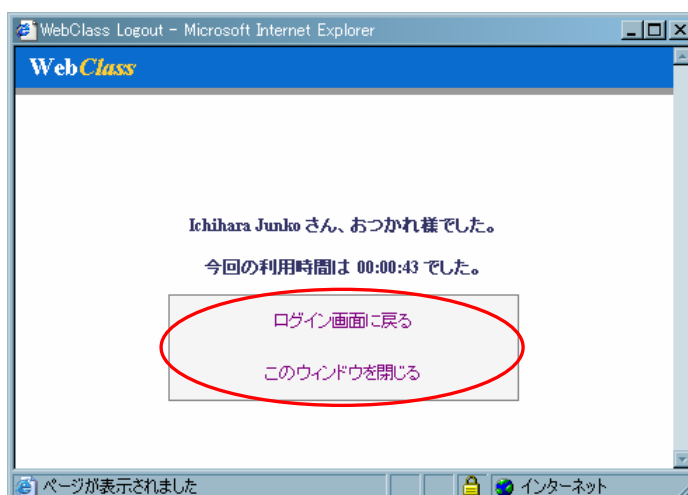 WebClass Logout - Microsoft Internet Explorer
WebClass
Ichihara Junko さん、おつかれ様でした。
今回の利用時間は 00:00:43 でした。
ログイン画面に戻る
このウィンドウを閉じる
ページが表示されました
インターネット